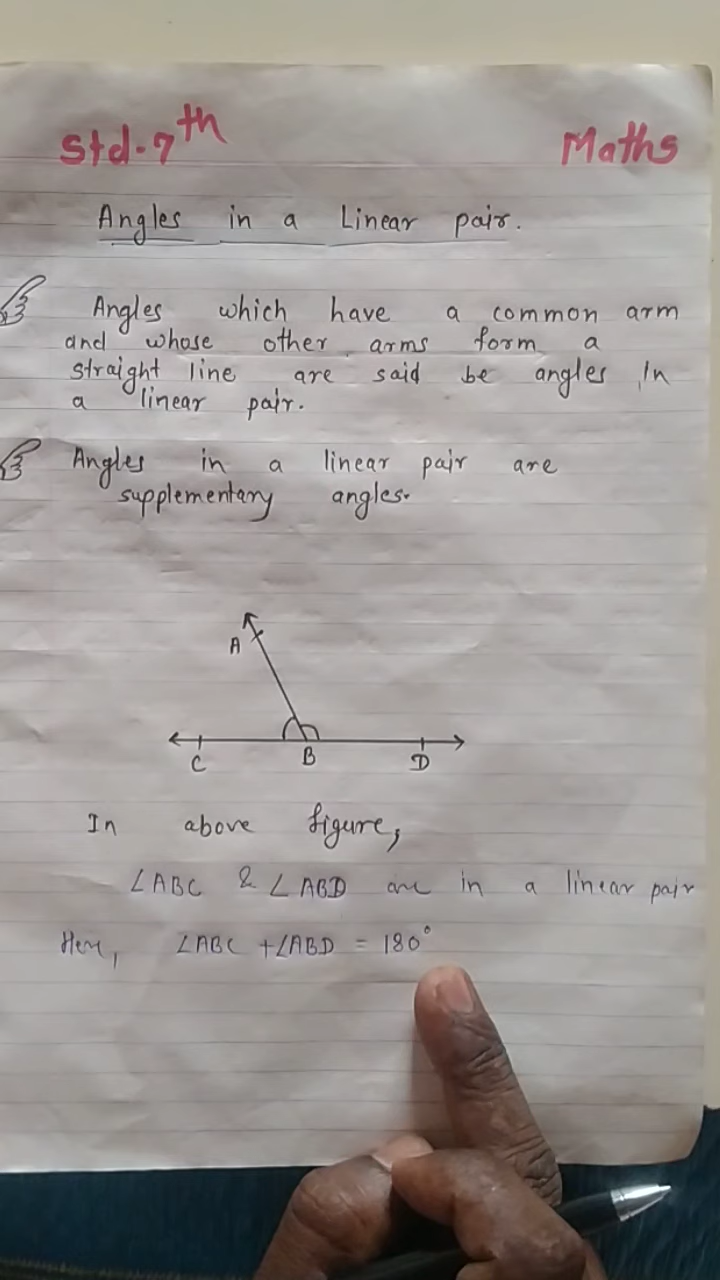 Std-7th Maths
Angles in a Linear pair.
Angles which have a common arm
and whose other arms form a
straight line are said be angles in
a linear pair.
Angles in a linear pair are
supplementary angles.
A
C B D
In above figure,
∠ABC & ∠ABD are in a linear pair
Here, ∠ABC +∠ABD = 180°